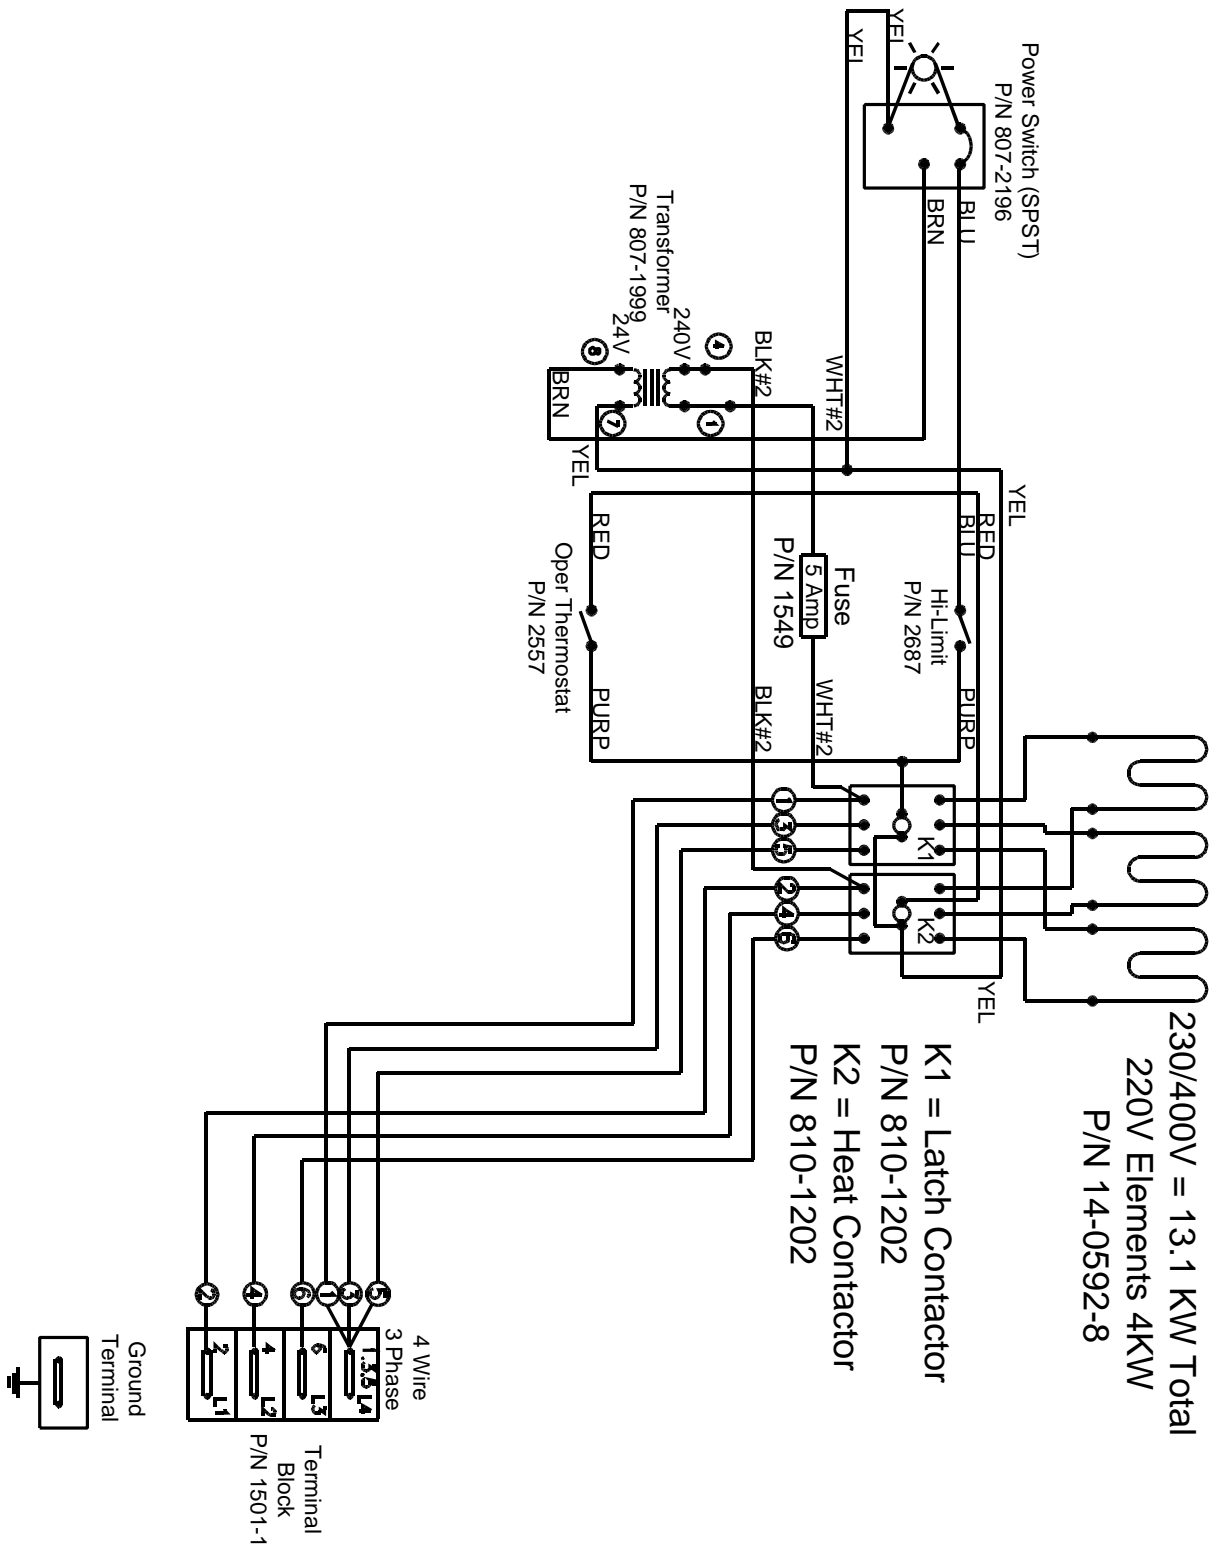 Power Switch (SPST)
P/N 807-2196
YEL
YEL
BLU
BRN
Transformer
P/N 807-1999
240V
24V
4
1
8
7
BLK#2
WHT#2
BRN
YEL
YEL
RED
BLU
RED
Hi-Limit
P/N 2687
Fuse
5 Amp
P/N 1549
Oper Thermostat
P/N 2557
PURP
WHT#2
BLK#2
PURP
K1
K2
1
3
5
2
4
6
YEL
230/400V = 13.1 KW Total
220V Elements 4KW
P/N 14-0592-8
K1 = Latch Contactor
P/N 810-1202
K2 = Heat Contactor
P/N 810-1202
2
4
6
1
3
5
4 Wire
3 Phase
1.3.5 L4
6 L3
4 L2
2 L1
Terminal
Block
P/N 1501-1
Ground
Terminal